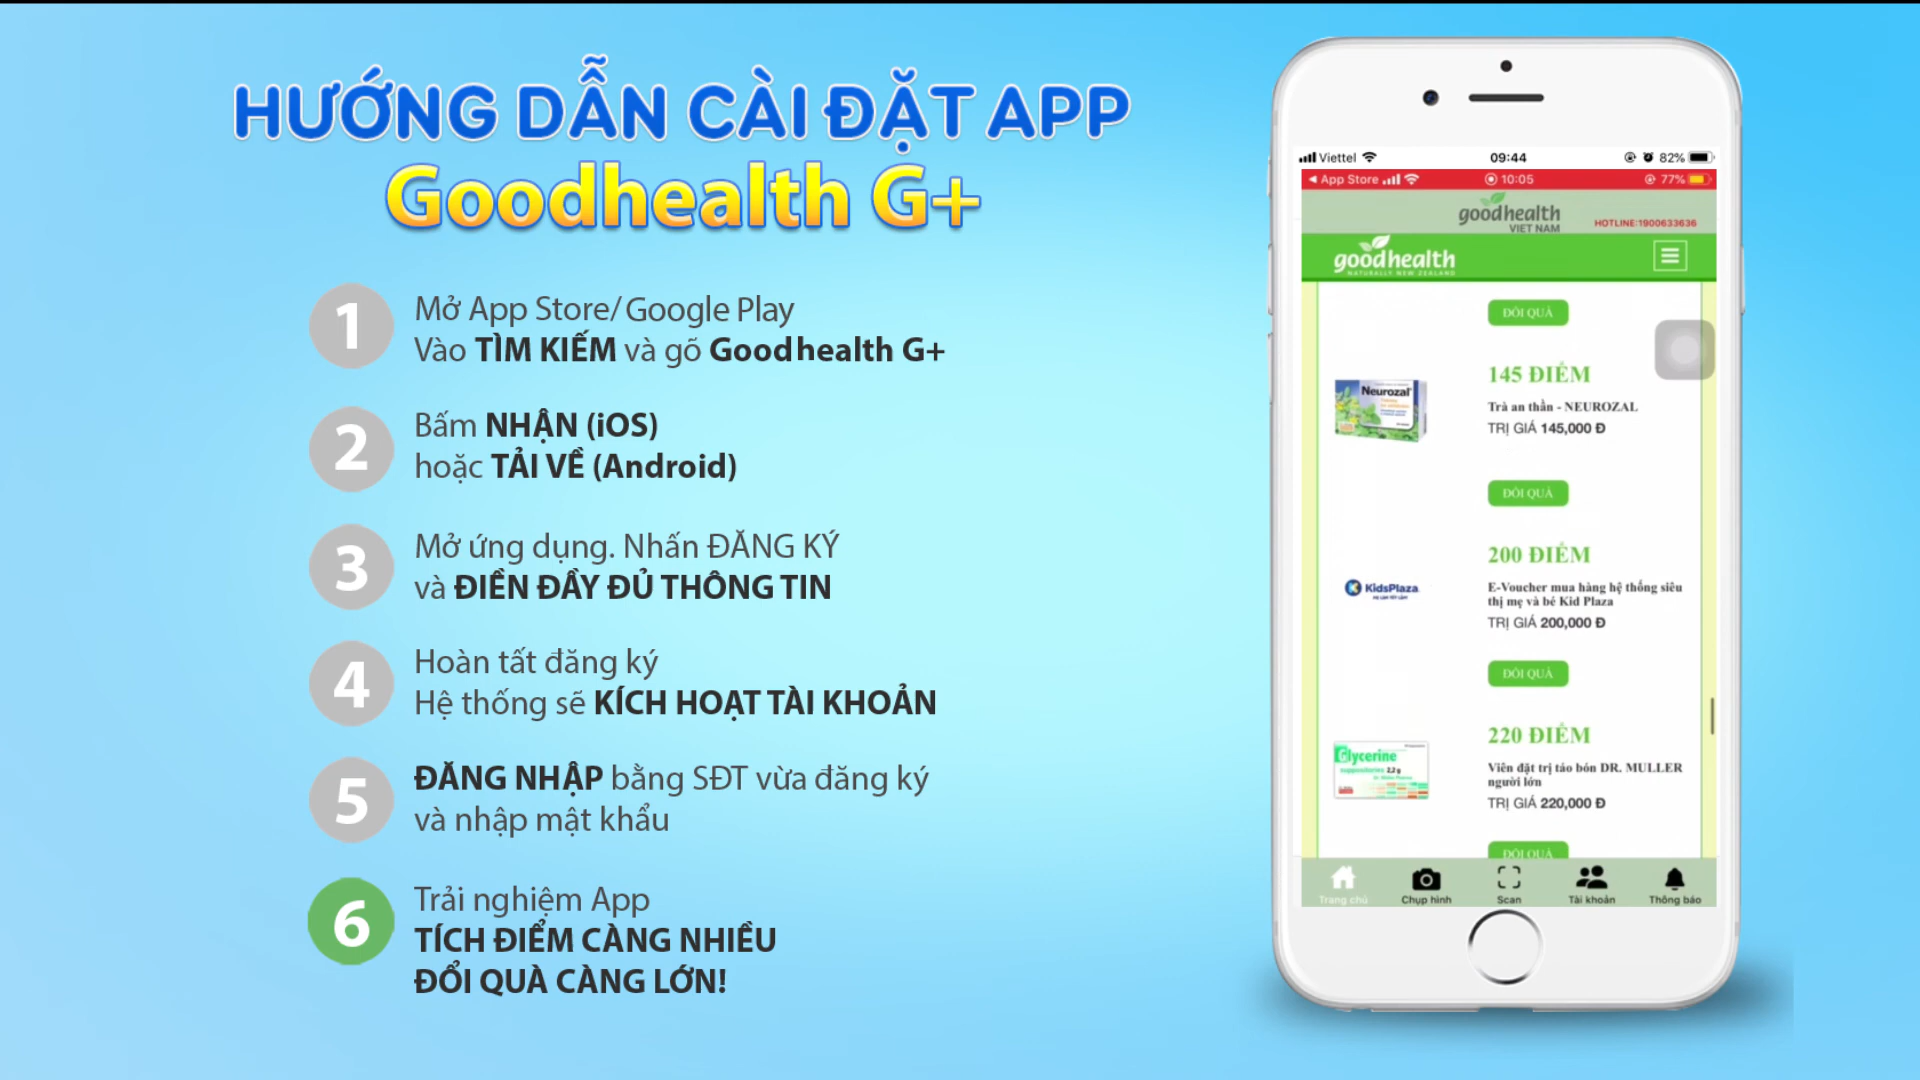 HƯỚNG DẪN CÀI ĐẶT APP
Goodhealth G+
1
Mở App Store/Google Play
Vào TÌM KIẾM và gõ Goodhealth G+
2
Bấm NHẬN (iOS)
hoặc TẢI VỀ (Android)
3
Mở ứng dụng. Nhấn ĐĂNG KÝ
và ĐIỀN ĐẦY ĐỦ THÔNG TIN
4
Hoàn tất đăng ký
Hệ thống sẽ KÍCH HOẠT TÀI KHOẢN
5
ĐĂNG NHẬP bằng SĐT vừa đăng ký
và nhập mật khẩu
6
Trải nghiệm App
TÍCH ĐIỂM CÀNG NHIỀU
ĐỔI QUÀ CÀNG LỚN!
Viettel 09:44 82%
App Store 10:05 77%
goodhealth
VIET NAM
HOTLINE:1900633636
goodhealth
NATURALLY NEW ZEALAND
ĐỔI QUÀ
145 ĐIỂM
Neurozal
Trà an thần - NEUROZAL
TRỊ GIÁ 145,000 Đ
ĐỔI QUÀ
200 ĐIỂM
KidsPlaza
E-Voucher mua hàng hệ thống siêu
thị mẹ và bé Kid Plaza
TRỊ GIÁ 200,000 Đ
ĐỔI QUÀ
220 ĐIỂM
Glycerine
suppositories 2,2 g
Viên đặt trị táo bón DR. MULLER
người lớn
TRỊ GIÁ 220,000 Đ
ĐỔI QUÀ
Trang chủ Chụp hình Scan Tài khoản Thông báo